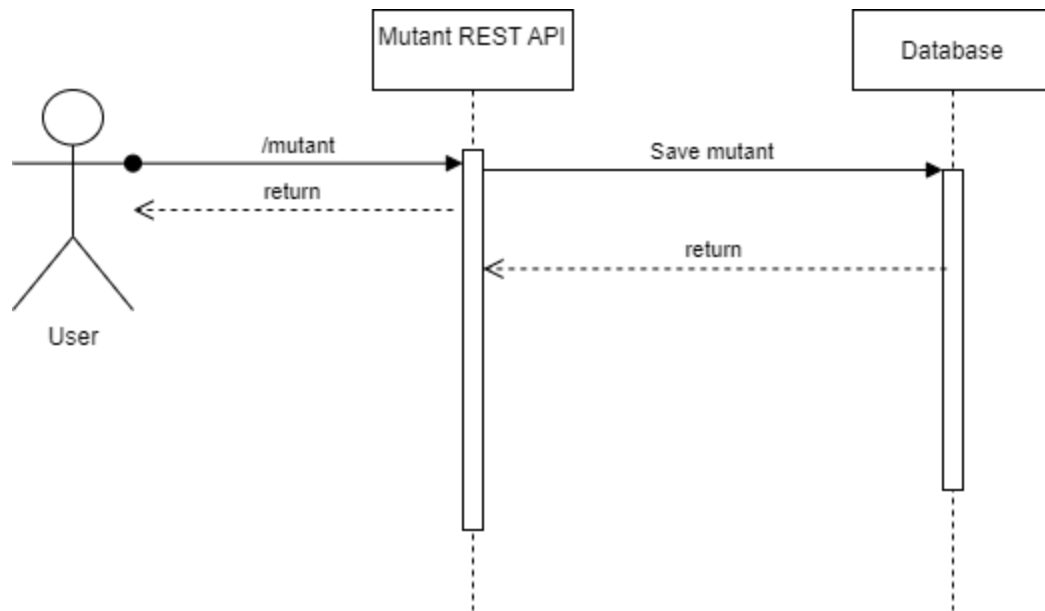 Mutant REST API
Database
/mutant
Save mutant
return
return
User